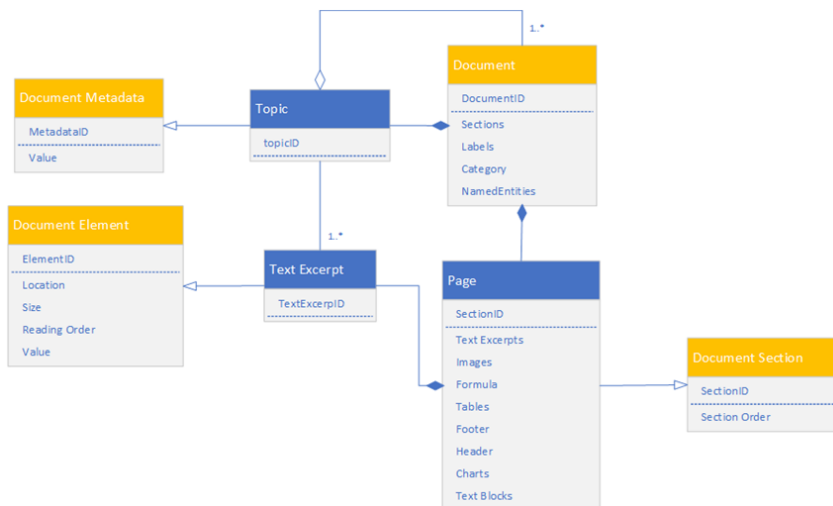 1..*
Document
DocumentID
Sections
Labels
Category
NamedEntities
Document Metadata
MetadataID
Value
Topic
topicID
Document Element
ElementID
Location
Size
Reading Order
Value
1..*
Text Excerpt
TextExcerpID
Page
SectionID
Text Excerpts
Images
Formula
Tables
Footer
Header
Charts
Text Blocks
Document Section
SectionID
Section Order